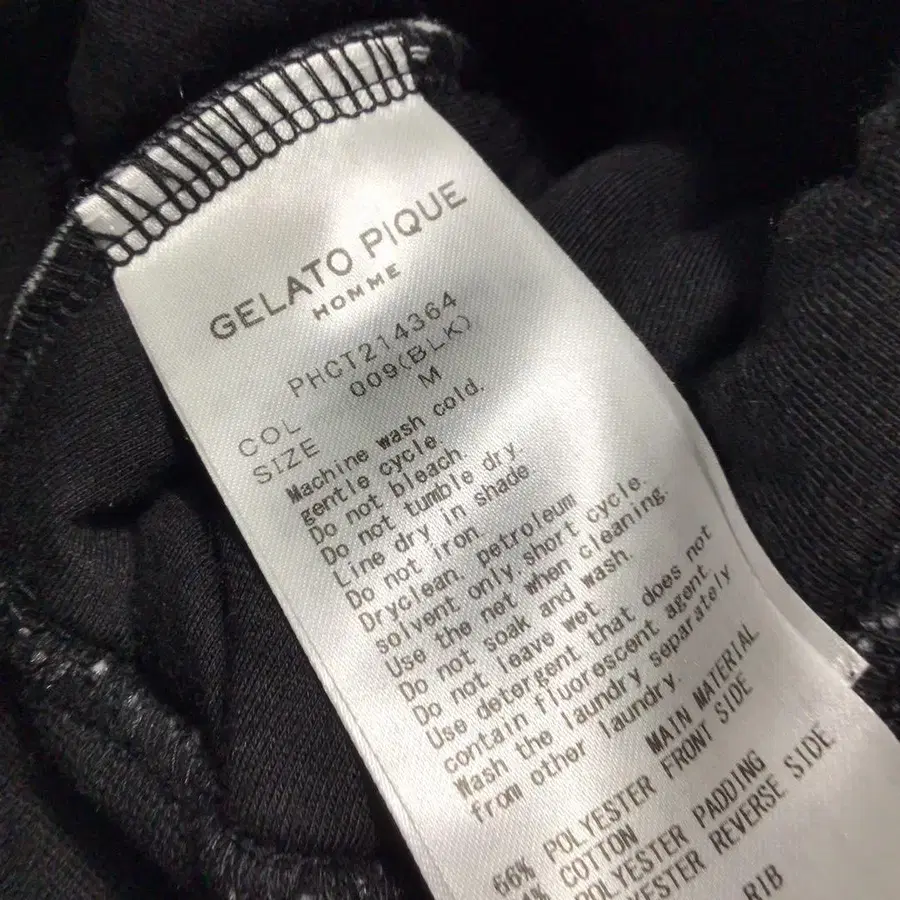 GELATO PIQUE
HOMME
PHCT214364
COL 009(BLK)
SIZE M
Machine wash cold.
gentle cycle.
Do not bleach.
Do not tumble dry.
Line dry in shade.
Do not iron.
Dryclean, petroleum
solvent only short cycle.
Use the net when cleaning.
Do not soak and wash.
Do not leave wet.
Use detergent that does not
contain fluorescent agent.
Wash the laundry separately
from other laundry.
MAIN MATERIAL
FRONT SIDE
66% POLYESTER
COTTON
PADDING
POLYESTER
REVERSE SIDE
RIB